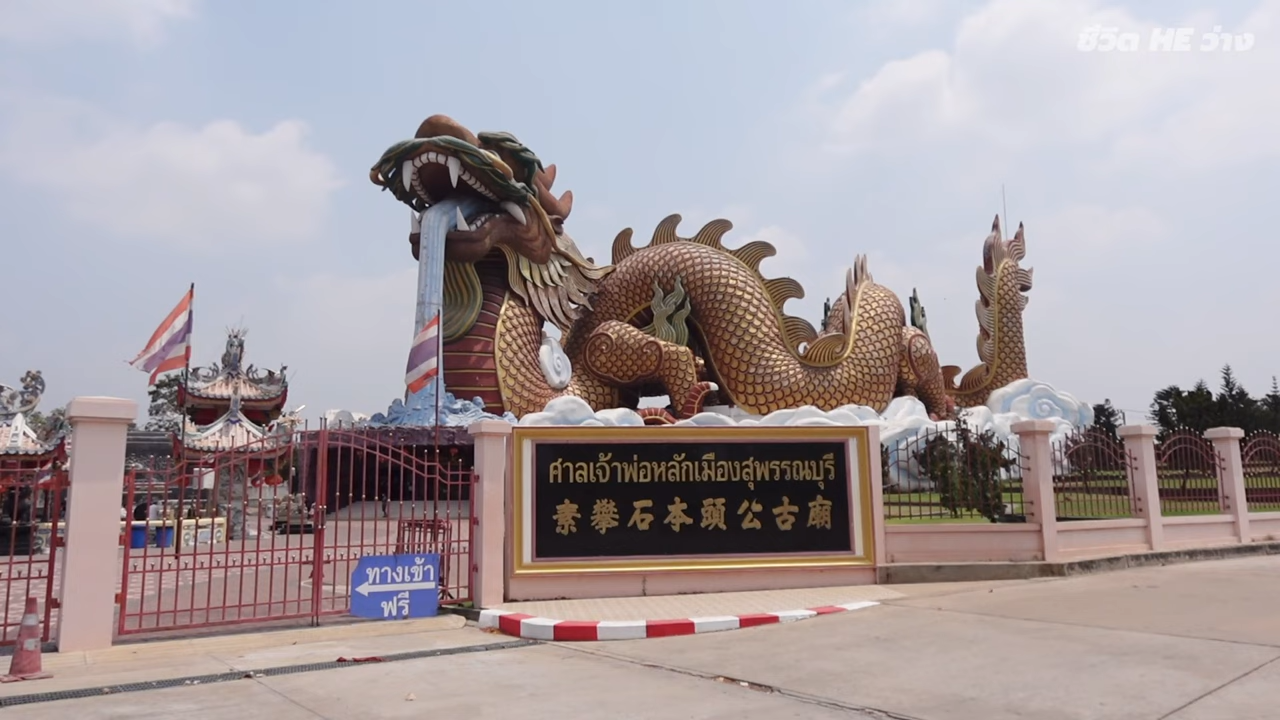 ชีวิต HE ว่าง
ศาลเจ้าพ่อหลักเมืองสุพรรณบุรี
素攀石本頭公古廟
ทางเข้า
ฟรี